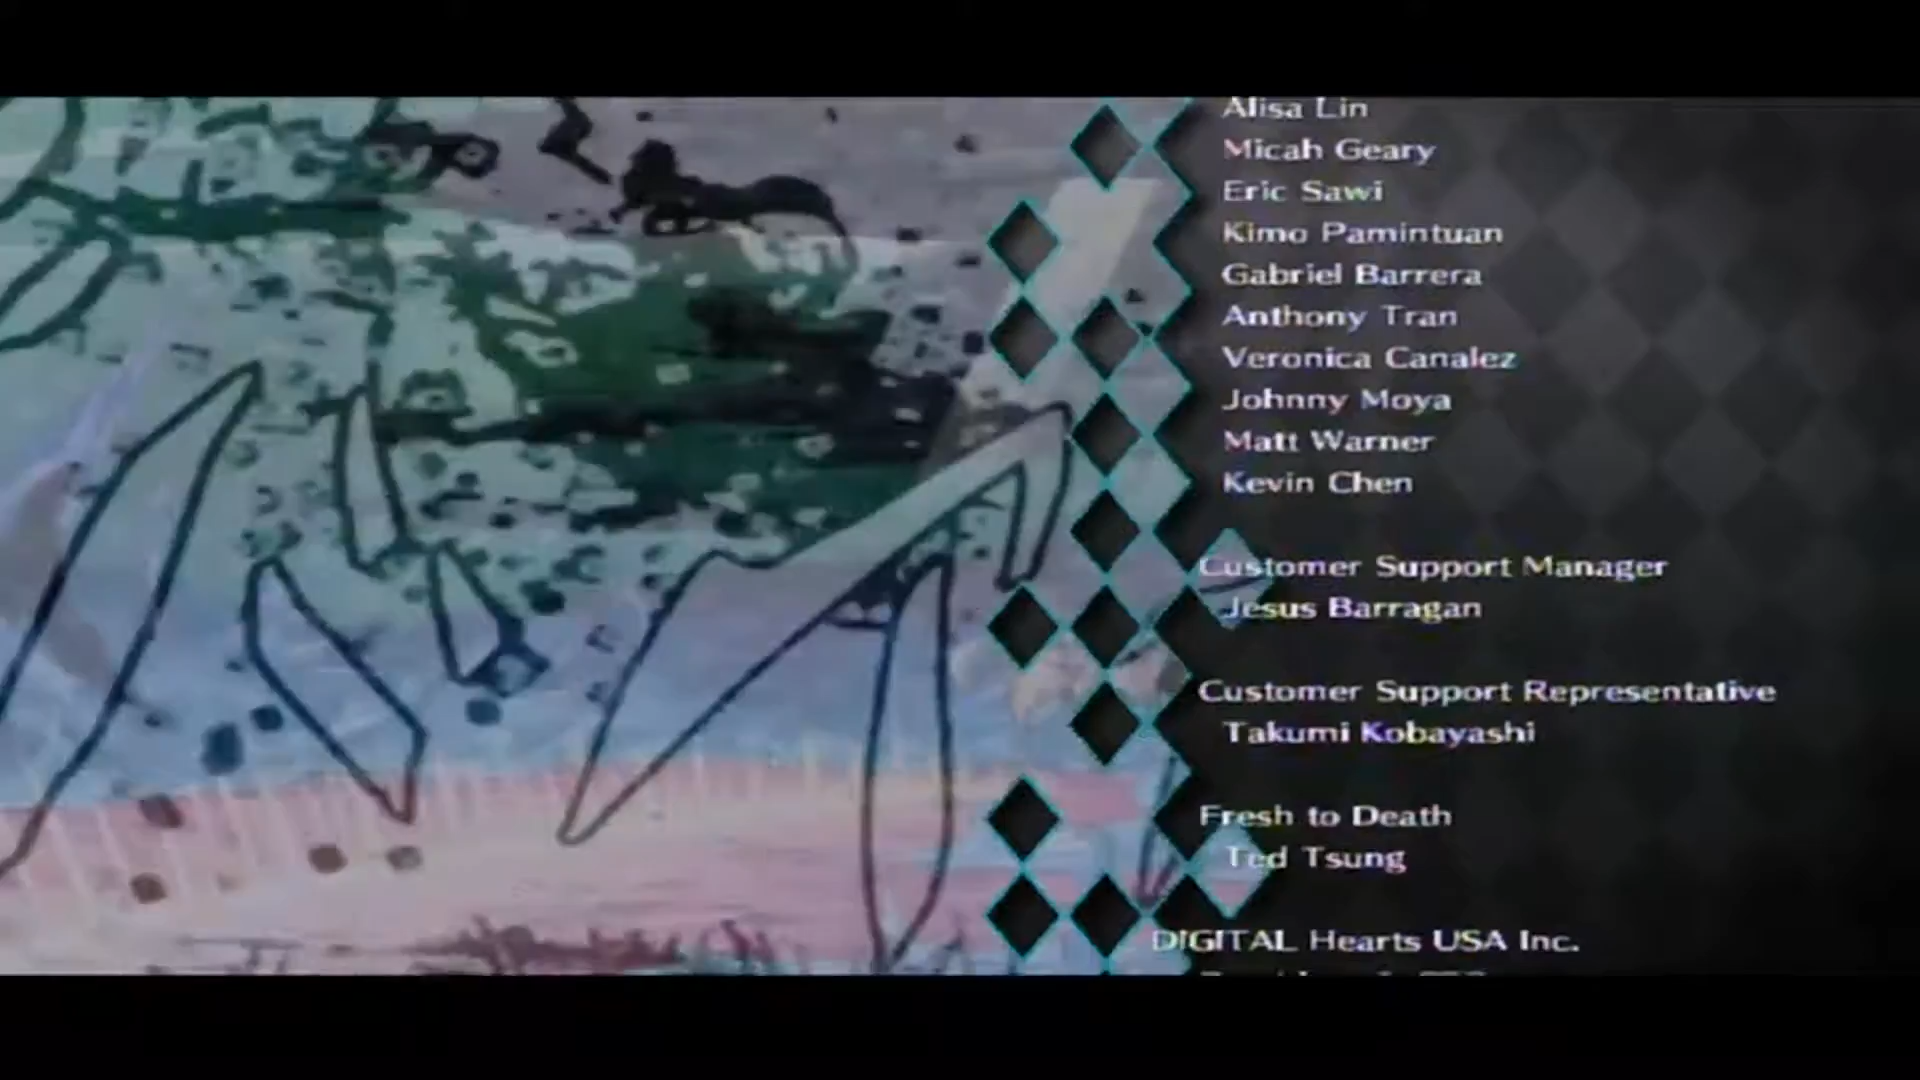 Alisa Lin
Micah Geary
Eric Sawi
Kimo Pamintuan
Gabriel Barrera
Anthony Tran
Veronica Canalez
Johnny Moya
Matt Warner
Kevin Chen
Customer Support Manager
Jesus Barragan
Customer Support Representative
Takumi Kobayashi
Fresh to Death
Ted Tsung
DIGITAL Hearts USA Inc.